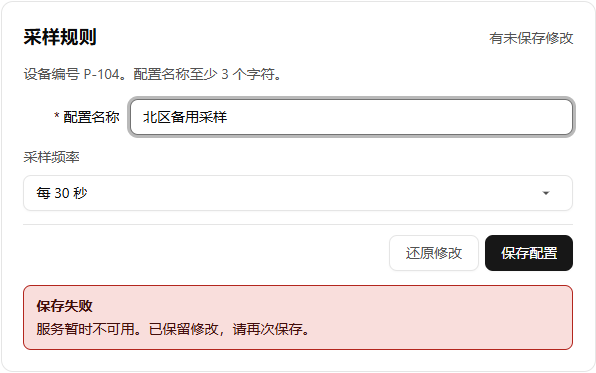 采样规则
有未保存修改
设备编号 P-104。配置名称至少 3 个字符。
* 配置名称
北区备用采样
采样频率
每 30 秒
还原修改
保存配置
保存失败
服务暂时不可用。已保留修改，请再次保存。